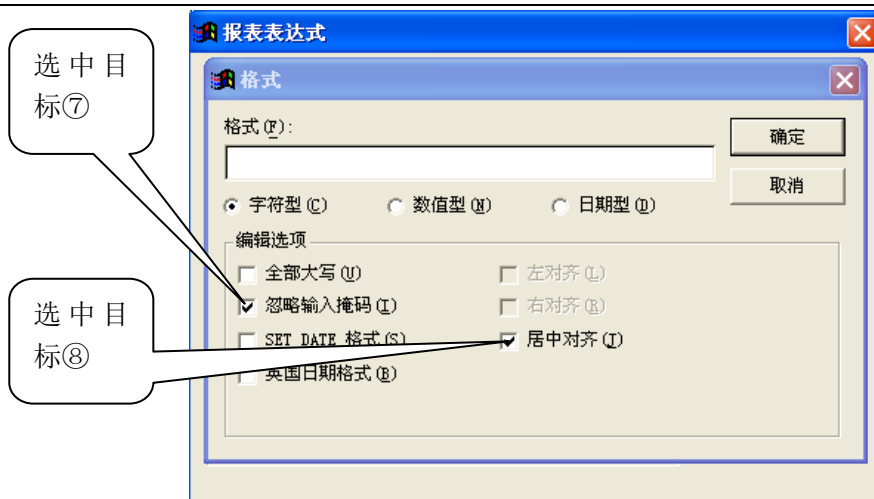 报表表达式
选中目
标⑦
格式
格式(F):
确定
取消
字符型(C) 数值型(N) 日期型(D)
编辑选项
全部大写(U) 左对齐(L)
忽略输入掩码(I) 右对齐(R)
选中目
标⑧
SET DATE 格式(S) 居中对齐(J)
英国日期格式(B)